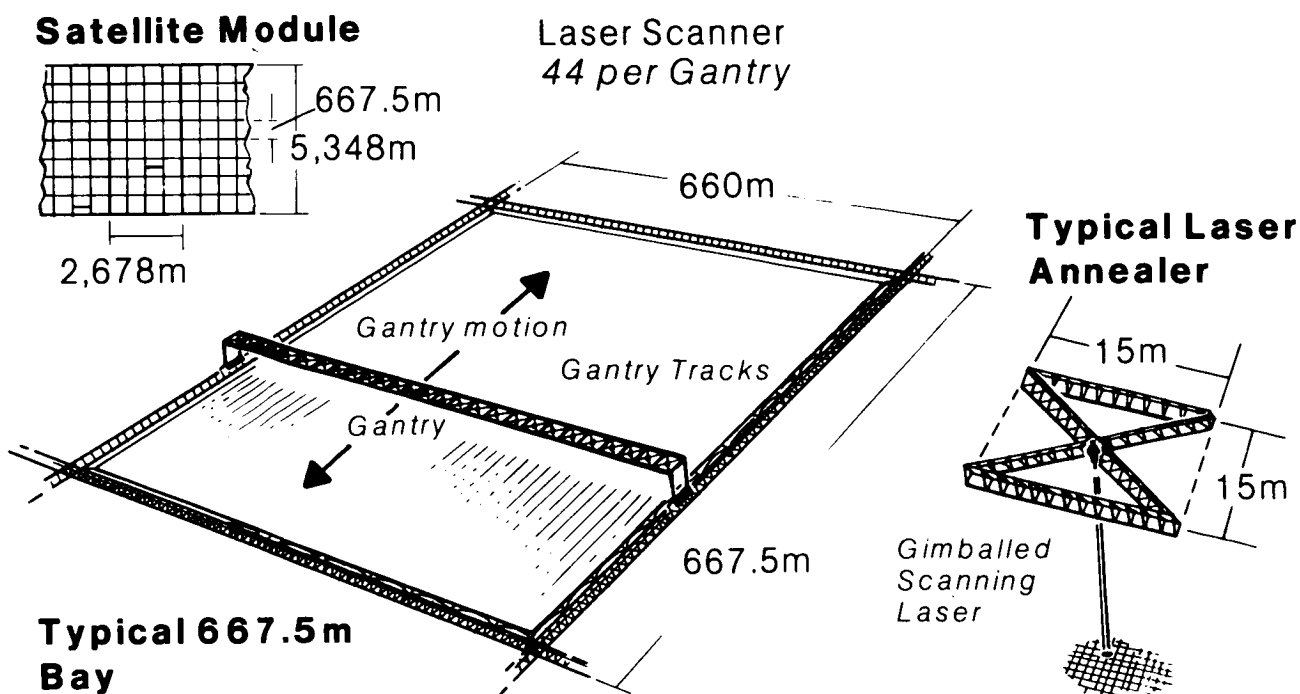 Satellite Module
667.5m
5,348m
2,678m
Laser Scanner
44 per Gantry
660m
Gantry motion
Gantry Tracks
Gantry
667.5m
Typical 667.5m
Bay
Typical Laser
Annealer
15m
15m
Gimballed
Scanning
Laser